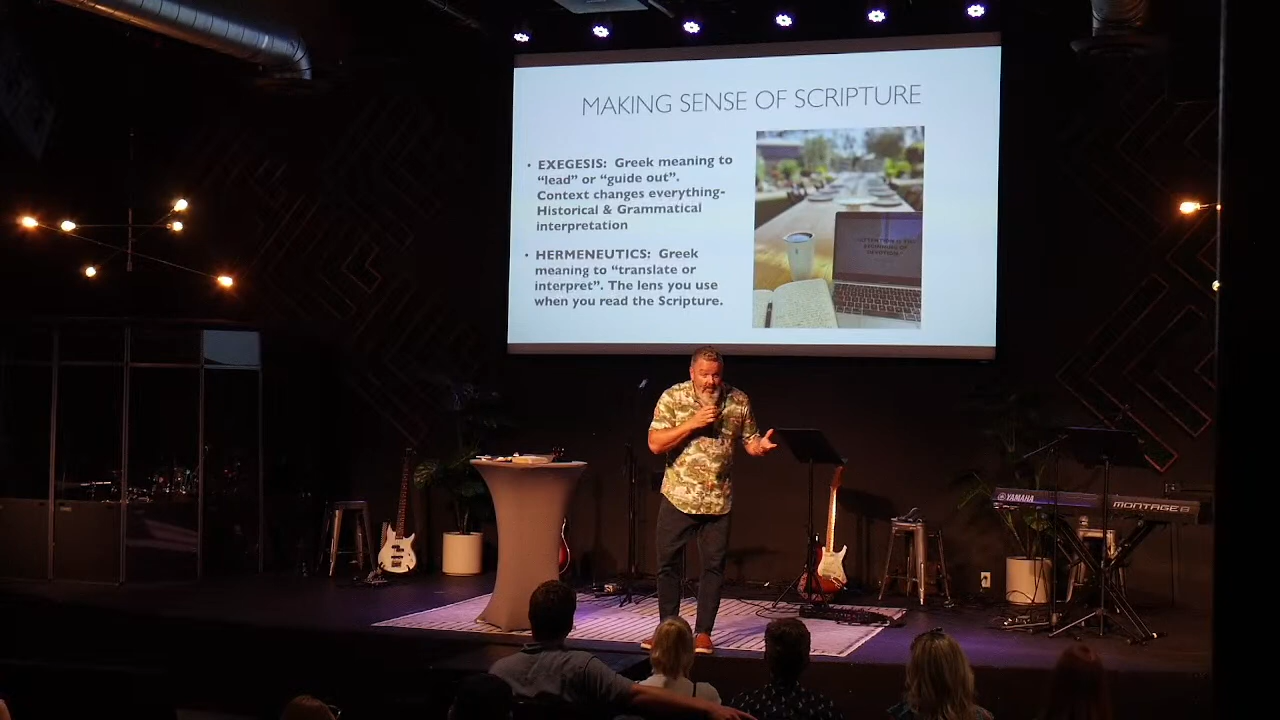 MAKING SENSE OF SCRIPTURE
• EXEGESIS: Greek meaning to
“lead” or “guide out”.
Context changes everything-
Historical & Grammatical
interpretation
• HERMENEUTICS: Greek
meaning to “translate or
interpret”. The lens you use
when you read the Scripture.
YAMAHA
MONTAGE8